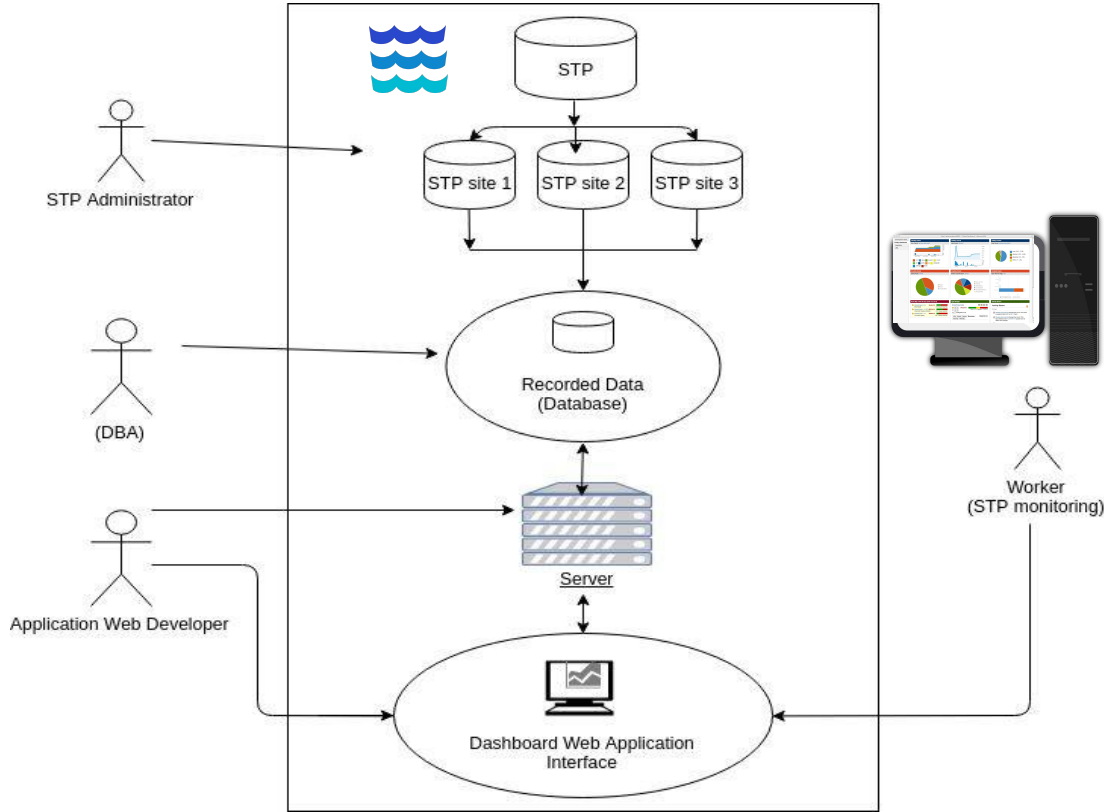 STP
STP site 1
STP site 2
STP site 3
STP Administrator
Recorded Data
(Database)
(DBA)
Worker
(STP monitoring)
Server
Application Web Developer
Dashboard Web Application
Interface